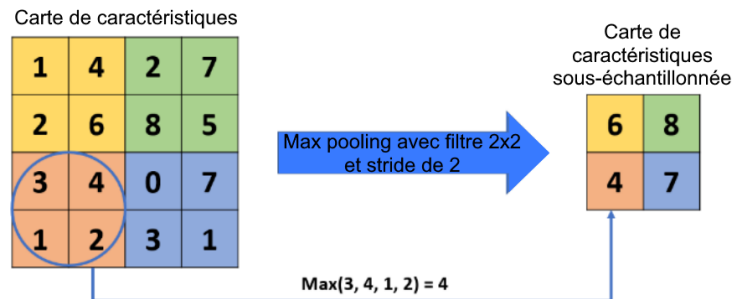 Carte de caractéristiques
1 4 2 7
2 6 8 5
3 4 0 7
1 2 3 1
Max pooling avec filtre 2x2
et stride de 2
Carte de
caractéristiques
sous-échantillonnée
6 8
4 7
Max(3, 4, 1, 2) = 4